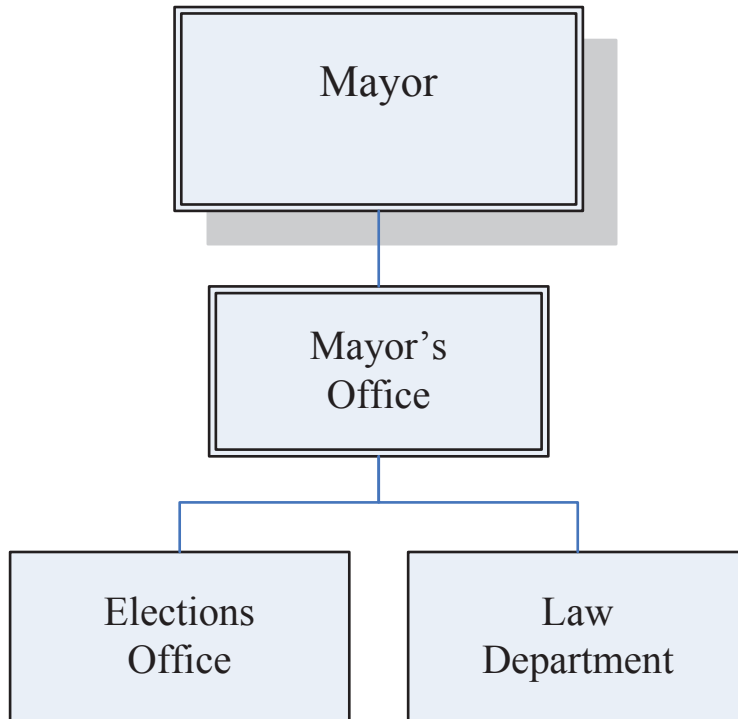 Mayor
Mayor’s
Office
Elections
Office
Law
Department